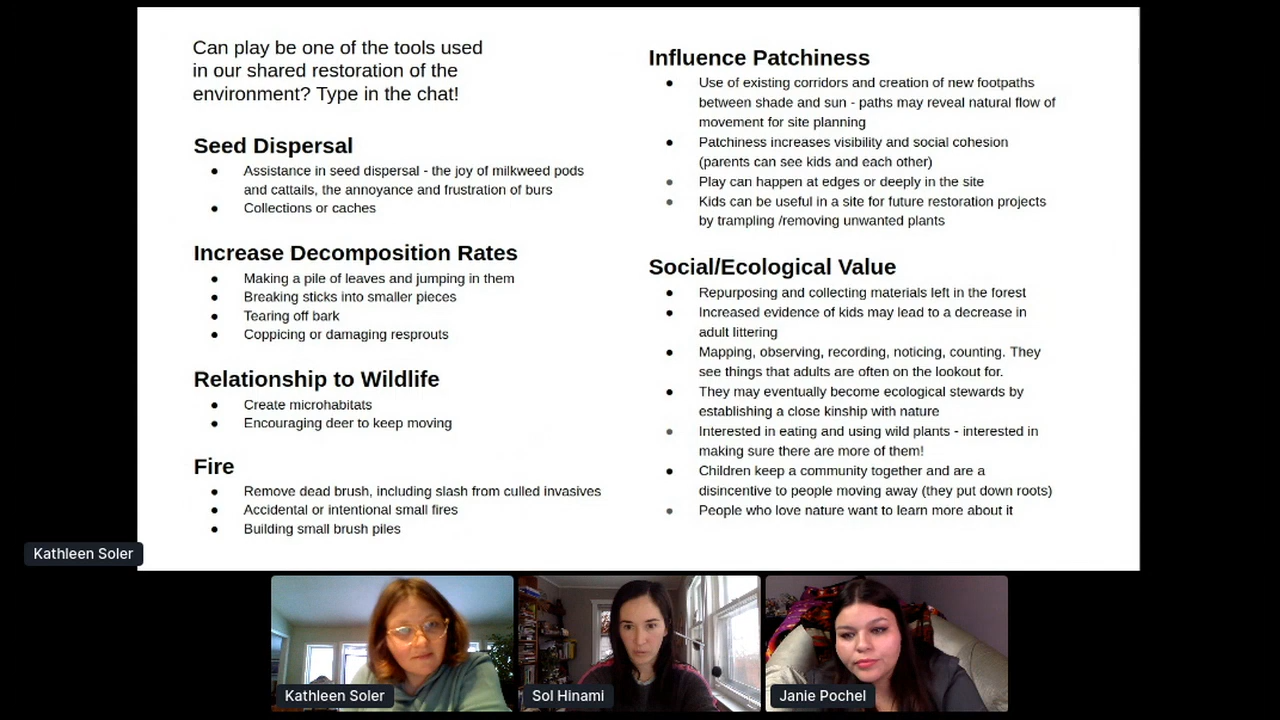 Can play be one of the tools used
in our shared restoration of the
environment? Type in the chat!
Seed Dispersal
● Assistance in seed dispersal - the joy of milkweed pods
and cattails, the annoyance and frustration of burs
● Collections or caches
Increase Decomposition Rates
● Making a pile of leaves and jumping in them
● Breaking sticks into smaller pieces
● Tearing off bark
● Coppicing or damaging resprouts
Relationship to Wildlife
● Create microhabitats
● Encouraging deer to keep moving
Fire
● Remove dead brush, including slash from culled invasives
● Accidental or intentional small fires
● Building small brush piles
Influence Patchiness
● Use of existing corridors and creation of new footpaths
between shade and sun - paths may reveal natural flow of
movement for site planning
● Patchiness increases visibility and social cohesion
(parents can see kids and each other)
● Play can happen at edges or deeply in the site
● Kids can be useful in a site for future restoration projects
by trampling /removing unwanted plants
Social/Ecological Value
● Repurposing and collecting materials left in the forest
● Increased evidence of kids may lead to a decrease in
adult littering
● Mapping, observing, recording, noticing, counting. They
see things that adults are often on the lookout for.
● They may eventually become ecological stewards by
establishing a close kinship with nature
● Interested in eating and using wild plants - interested in
making sure there are more of them!
● Children keep a community together and are a
disincentive to people moving away (they put down roots)
● People who love nature want to learn more about it
Kathleen Soler
Kathleen Soler
Sol Hinami
Janie Pochel